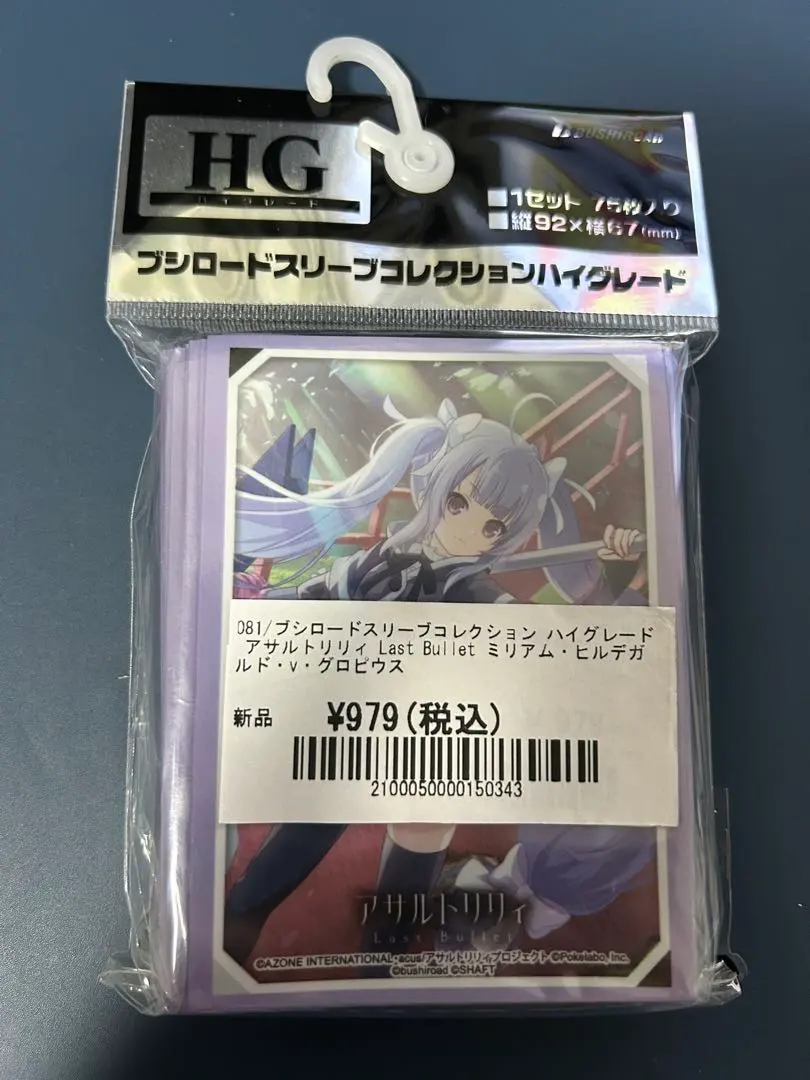 HG
ハイグレード
BUSHIROAD
■1セット 75枚入り
■縦92×横67(mm)
ブシロードスリーブコレクションハイグレード
081/ブシロードスリーブコレクション ハイグレード
アサルトリリィ Last Bullet ミリアム・ヒルデガ
ルド・v・グロピウス
新品 ¥979(税込)
2100050000150343
アサルトリリィ
Last Bullet
©AZONE INTERNATIONAL・acus/アサルトリリィプロジェクト ©Pokelabo, Inc.
©bushiroad ©SHAFT